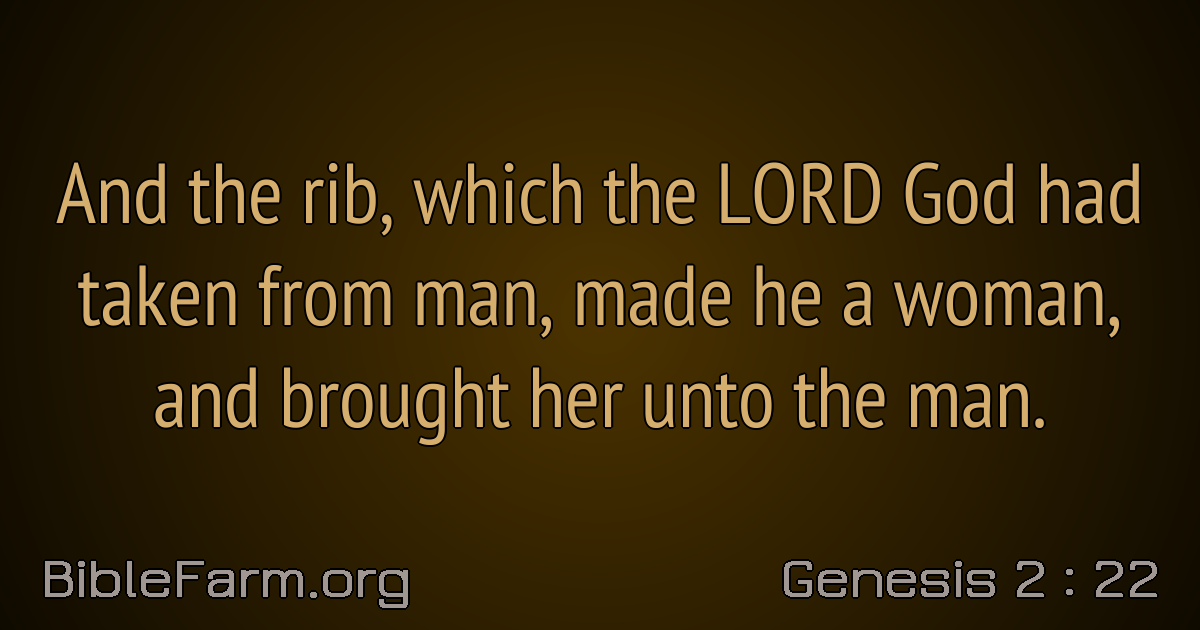 And the rib, which the LORD God had
taken from man, made he a woman,
and brought her unto the man.
BibleFarm.org
Genesis 2 : 22